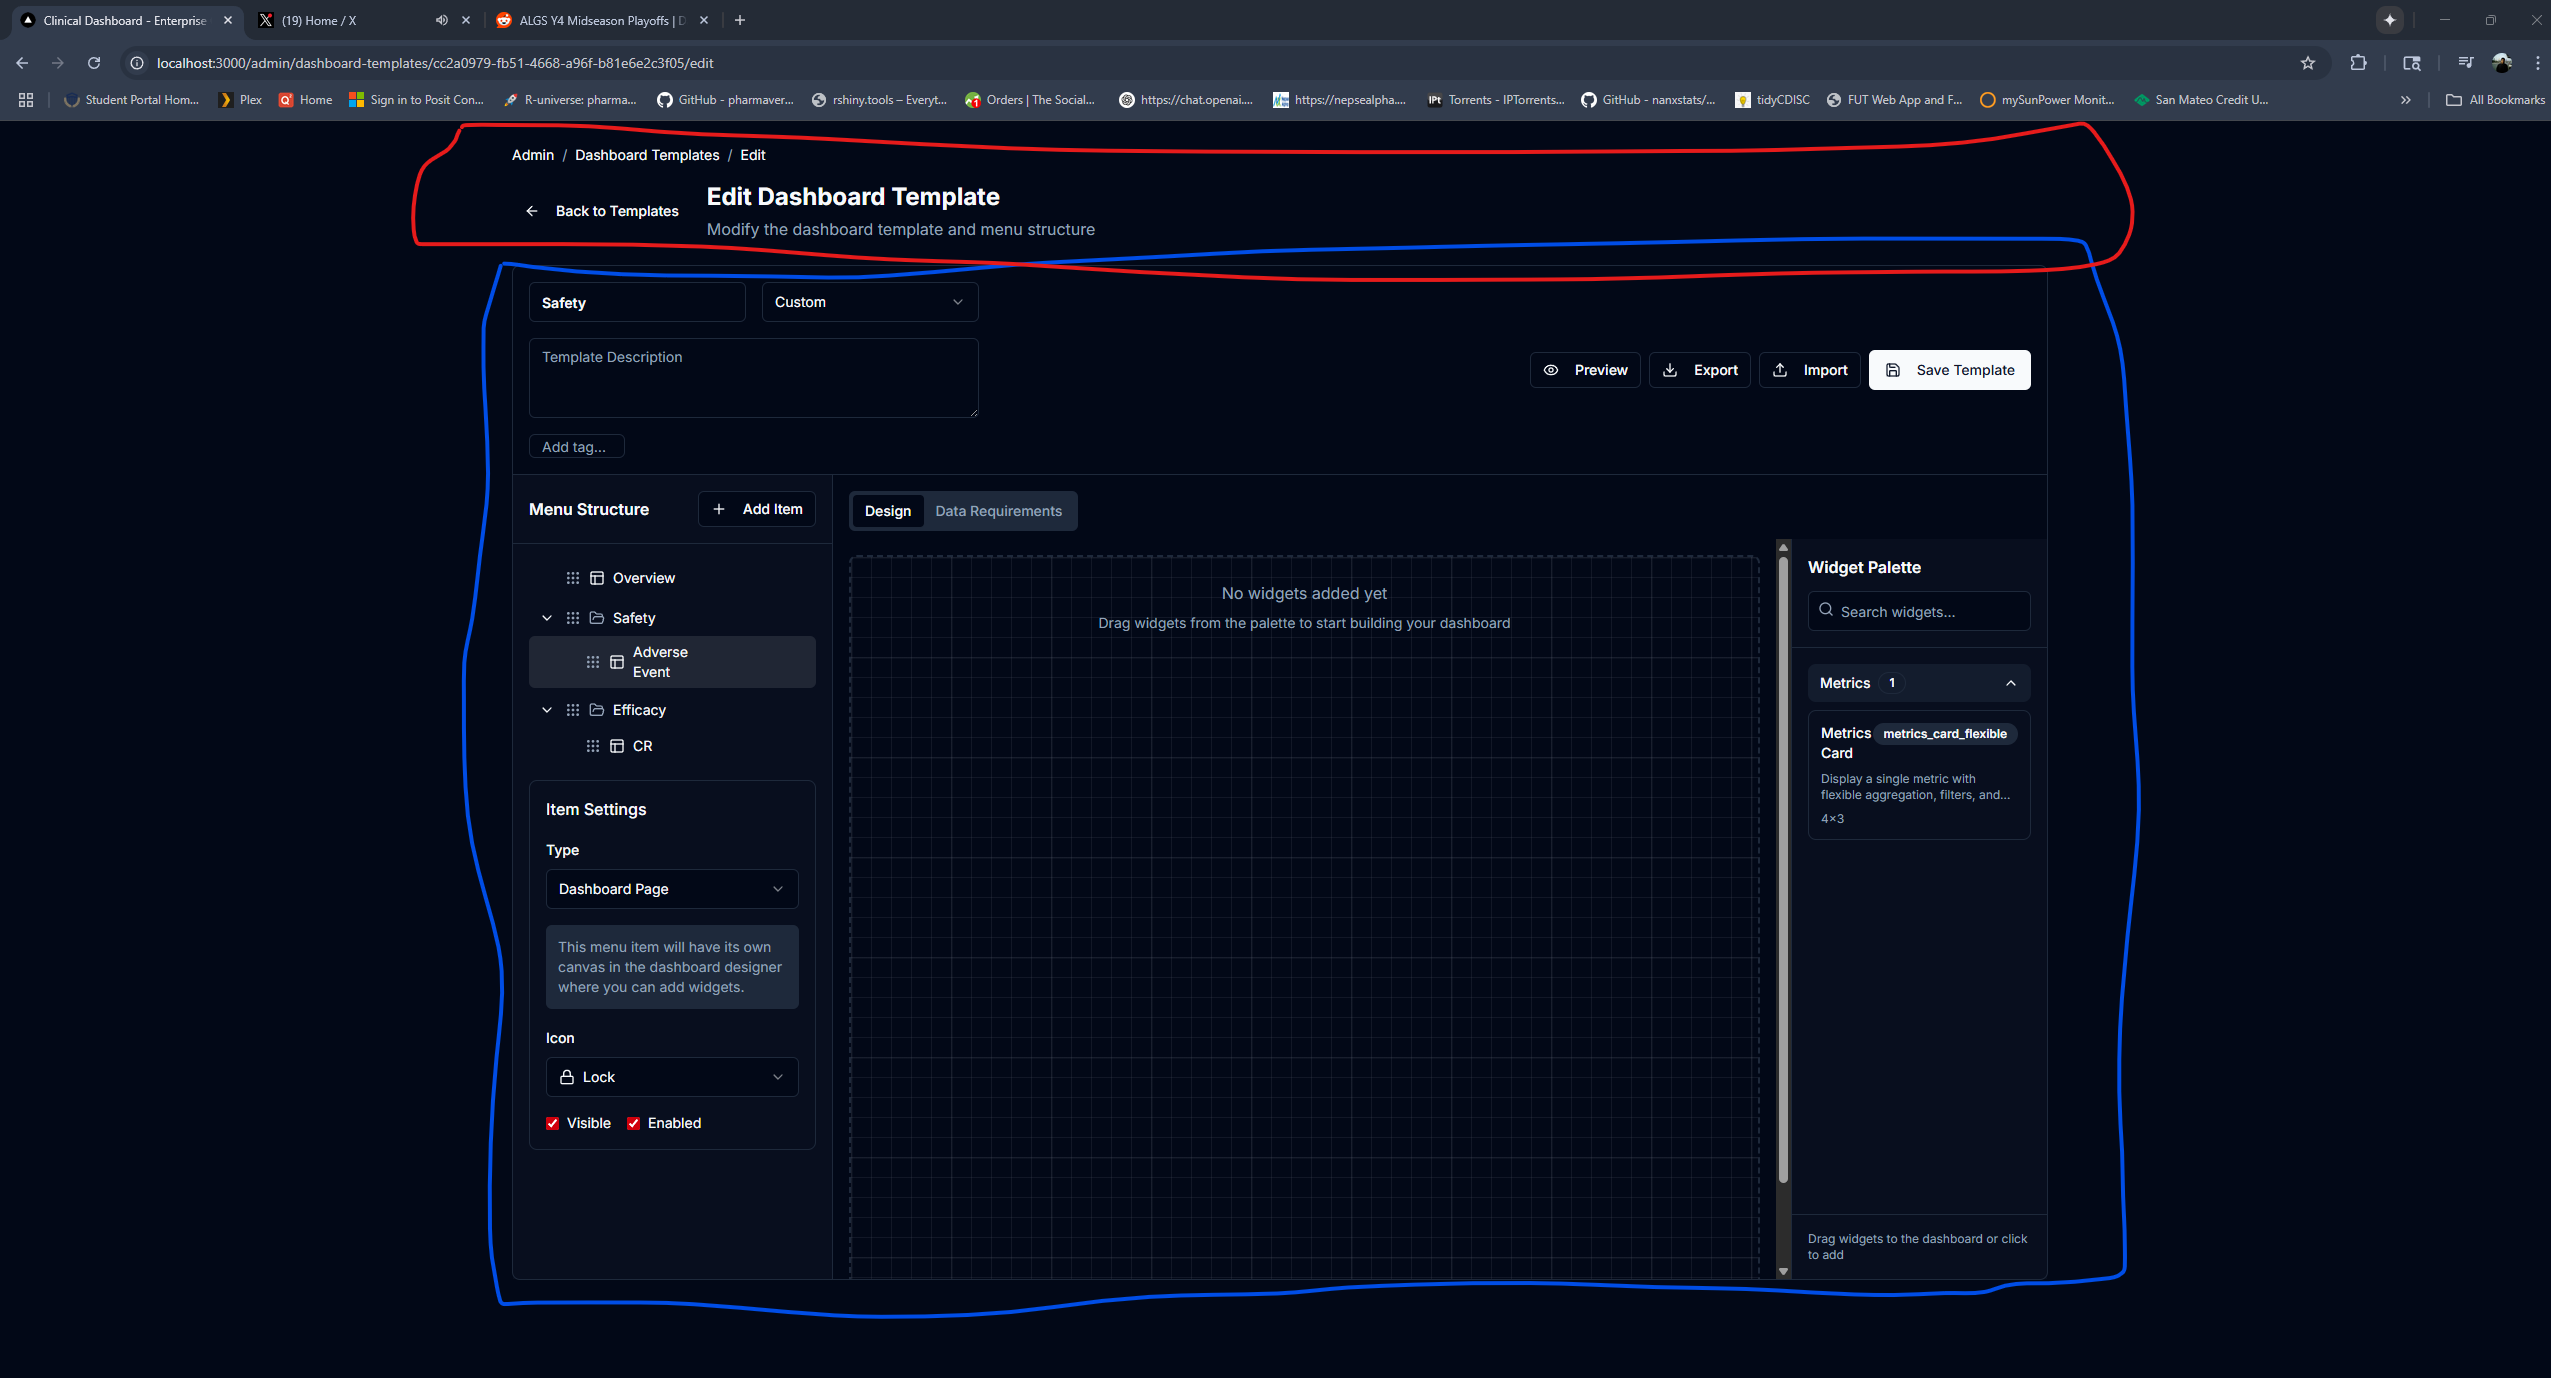 Clinical Dashboard - Enterprise
(19) Home / X
ALGS Y4 Midseason Playoffs | D
localhost:3000/admin/dashboard-templates/cc2a0979-fb51-4668-a96f-b81e6e2c3f05/edit
Student Portal Hom...
Plex
Home
Sign in to Posit Con...
R-universe: pharma...
GitHub - pharmaver...
rshiny.tools – Everyt...
Orders | The Social...
https://chat.openai....
https://nepsealpha....
IPt
Torrents - IPTorrents...
GitHub - nanxstats/...
tidyCDISC
FUT Web App and F...
mySunPower Monit...
San Mateo Credit U...
All Bookmarks
Admin / Dashboard Templates / Edit
Back to Templates
Edit Dashboard Template
Modify the dashboard template and menu structure
Safety
Custom
Template Description
Preview
Export
Import
Save Template
Add tag...
Menu Structure
Add Item
Design
Data Requirements
Overview
Safety
Adverse
Event
Efficacy
CR
Item Settings
Type
Dashboard Page
This menu item will have its own
canvas in the dashboard designer
where you can add widgets.
Icon
Lock
Visible
Enabled
No widgets added yet
Drag widgets from the palette to start building your dashboard
Widget Palette
Search widgets...
Metrics 1
Metrics
Card
metrics_card_flexible
Display a single metric with
flexible aggregation, filters, and...
4×3
Drag widgets to the dashboard or click
to add